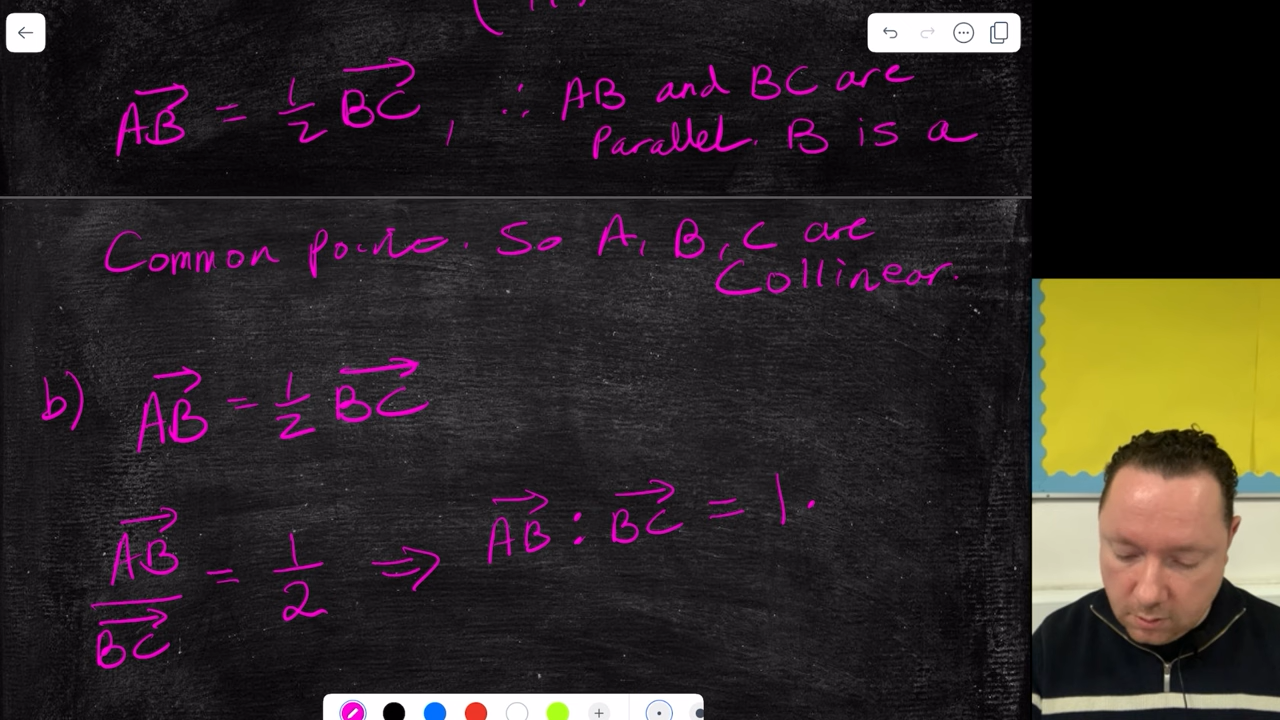 AB = 1/2 BC, ∴ AB and BC are
Parallel. B is a
Common point. So A, B, C are
Collinear.
b) AB = 1/2 BC
AB/BC = 1/2 ⇒ AB : BC = 1.